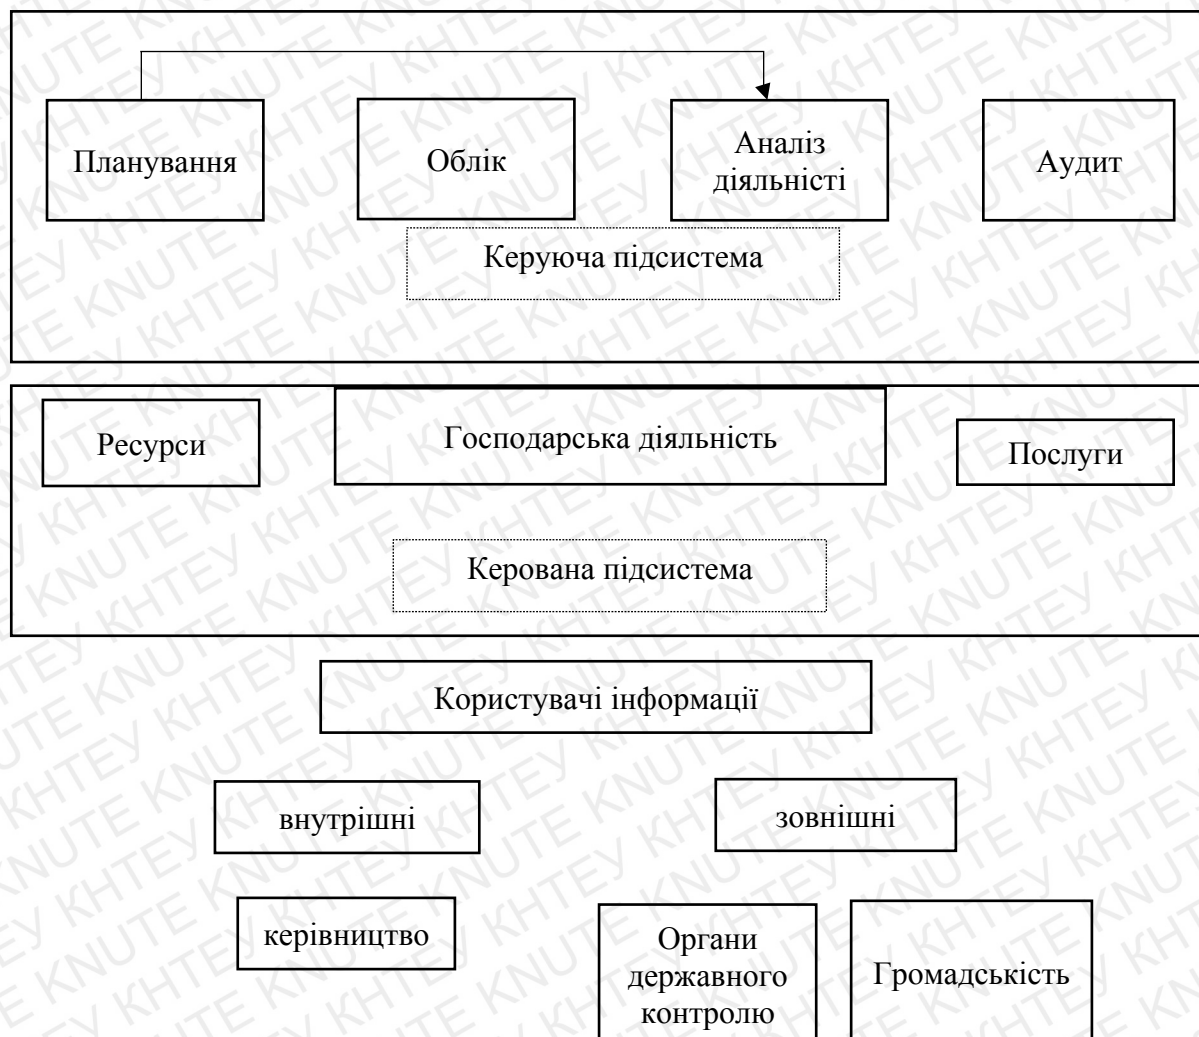 Планування
Облік
Аналіз
діяльністі
Аудит
Керуюча підсистема
Ресурси
Господарська діяльність
Послуги
Керована підсистема
Користувачі інформації
внутрішні
зовнішні
керівництво
Органи
державного
контролю
Громадськість